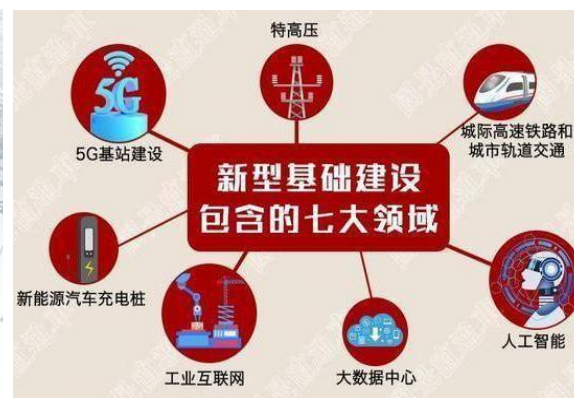 特高压
5G
5G基站建设
城际高速铁路和
城市轨道交通
新型基础建设
包含的七大领域
新能源汽车充电桩
工业互联网
大数据中心
人工智能